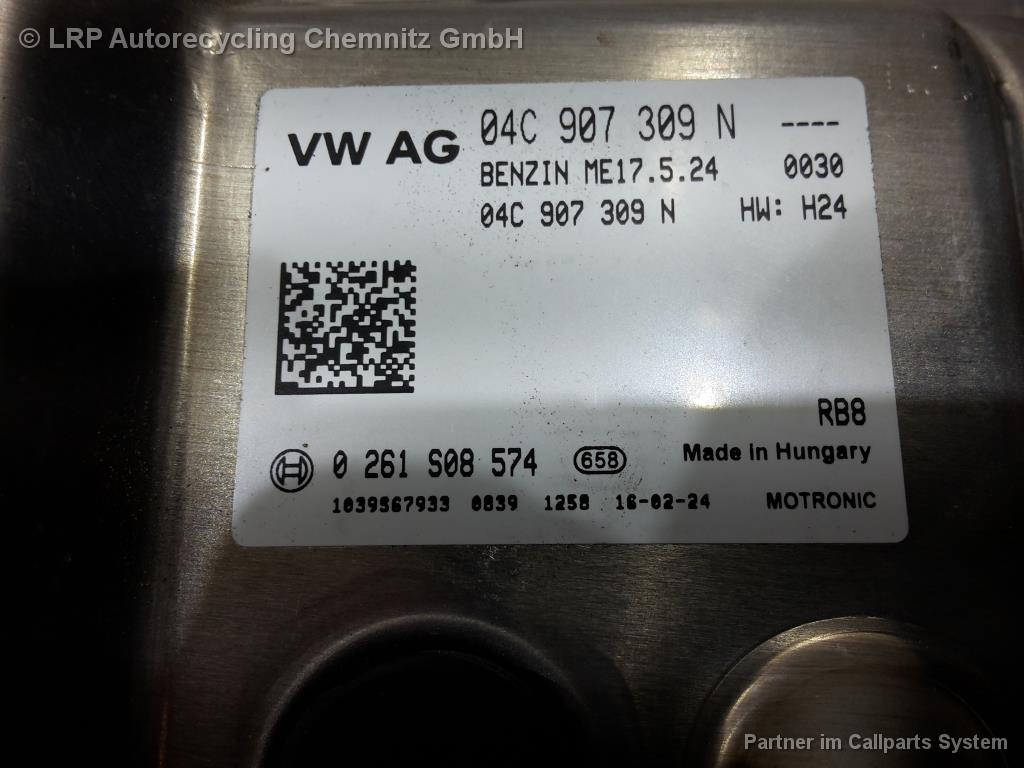 © LRP Autorecycling Chemnitz GmbH
VW AG
04C 907 309 N ----
BENZIN ME17.5.24 0030
04C 907 309 N HW: H24
RB8
H 0 261 S08 574 658 Made in Hungary
1039S67933 0839 1258 16-02-24 MOTRONIC
Partner im Callparts System